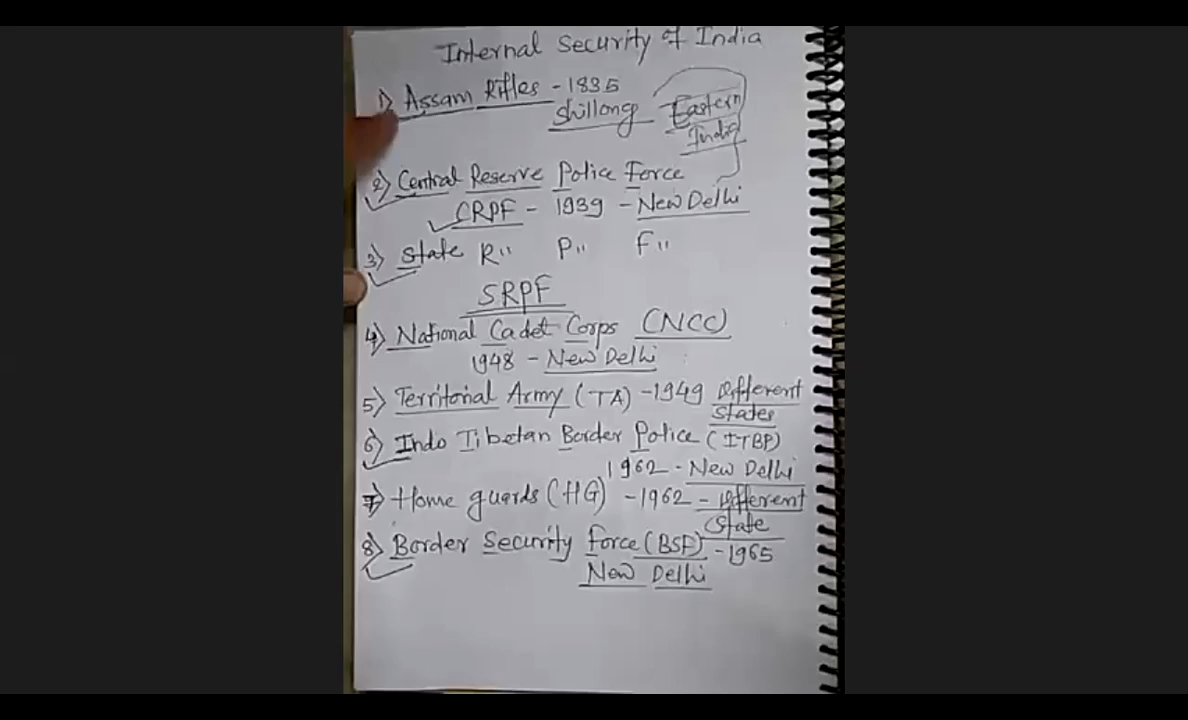 Internal Security of India
1) Assam Rifles - 1835
Shillong Eastern
India
2) Central Reserve Police Force
CRPF - 1939 - New Delhi
3) State R" P" F"
SRPF
4) National Cadet Corps (NCC)
1948 - New Delhi
5) Territorial Army (TA) - 1949 Different
States
6) Indo Tibetan Border Police (ITBP)
1962 - New Delhi
7) Home guards (HG) - 1962 - Different
State
8) Border Security Force (BSF) - 1965
New Delhi